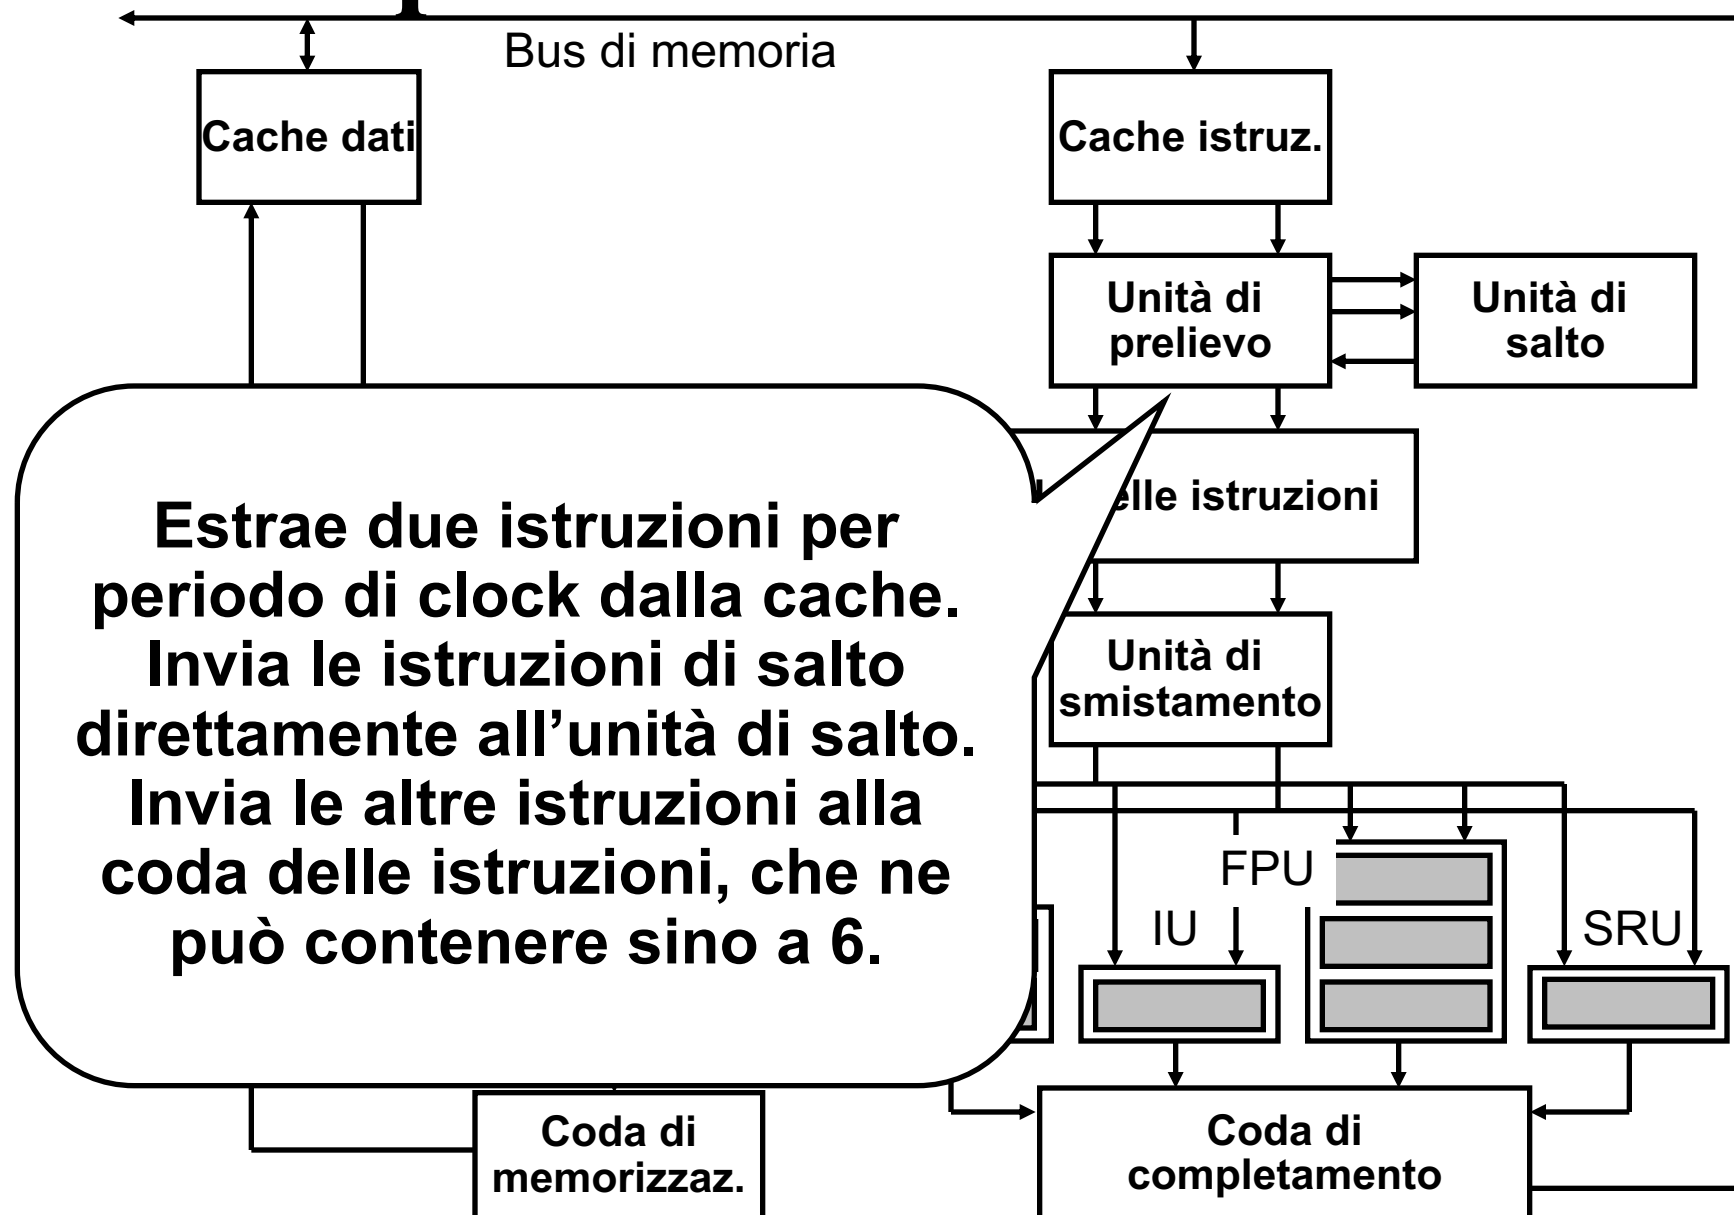 Bus di memoria
Cache dati
Cache istruz.
Unità di
prelievo
Unità di
salto
delle istruzioni
Estrae due istruzioni per
periodo di clock dalla cache.
Invia le istruzioni di salto
direttamente all’unità di salto.
Invia le altre istruzioni alla
coda delle istruzioni, che ne
può contenere sino a 6.
Unità di
smistamento
FPU
IU
SRU
Coda di
memorizzaz.
Coda di
completamento